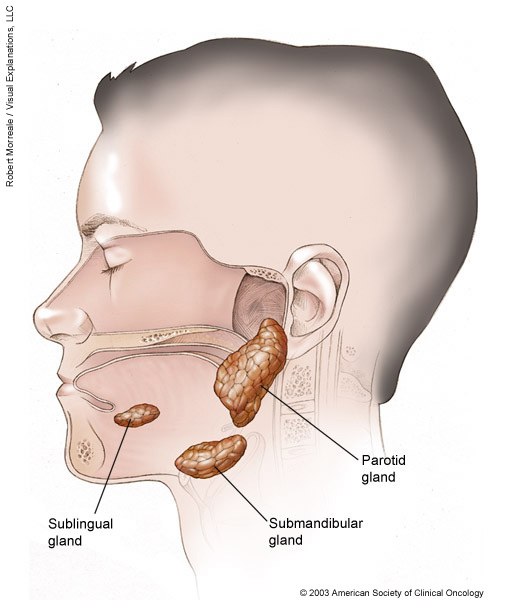 Robert Morreale / Visual Explanations, LLC
Parotid
gland
Sublingual
gland
Submandibular
gland
© 2003 American Society of Clinical Oncology